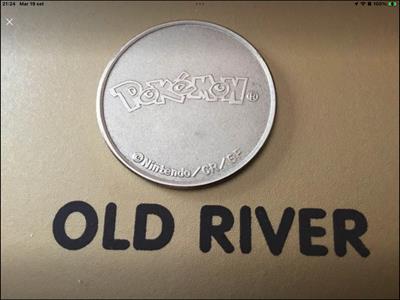 21:24 Mar 19 set
100%
POKéMON®
©Nintendo/CR/GF
OLD RIVER